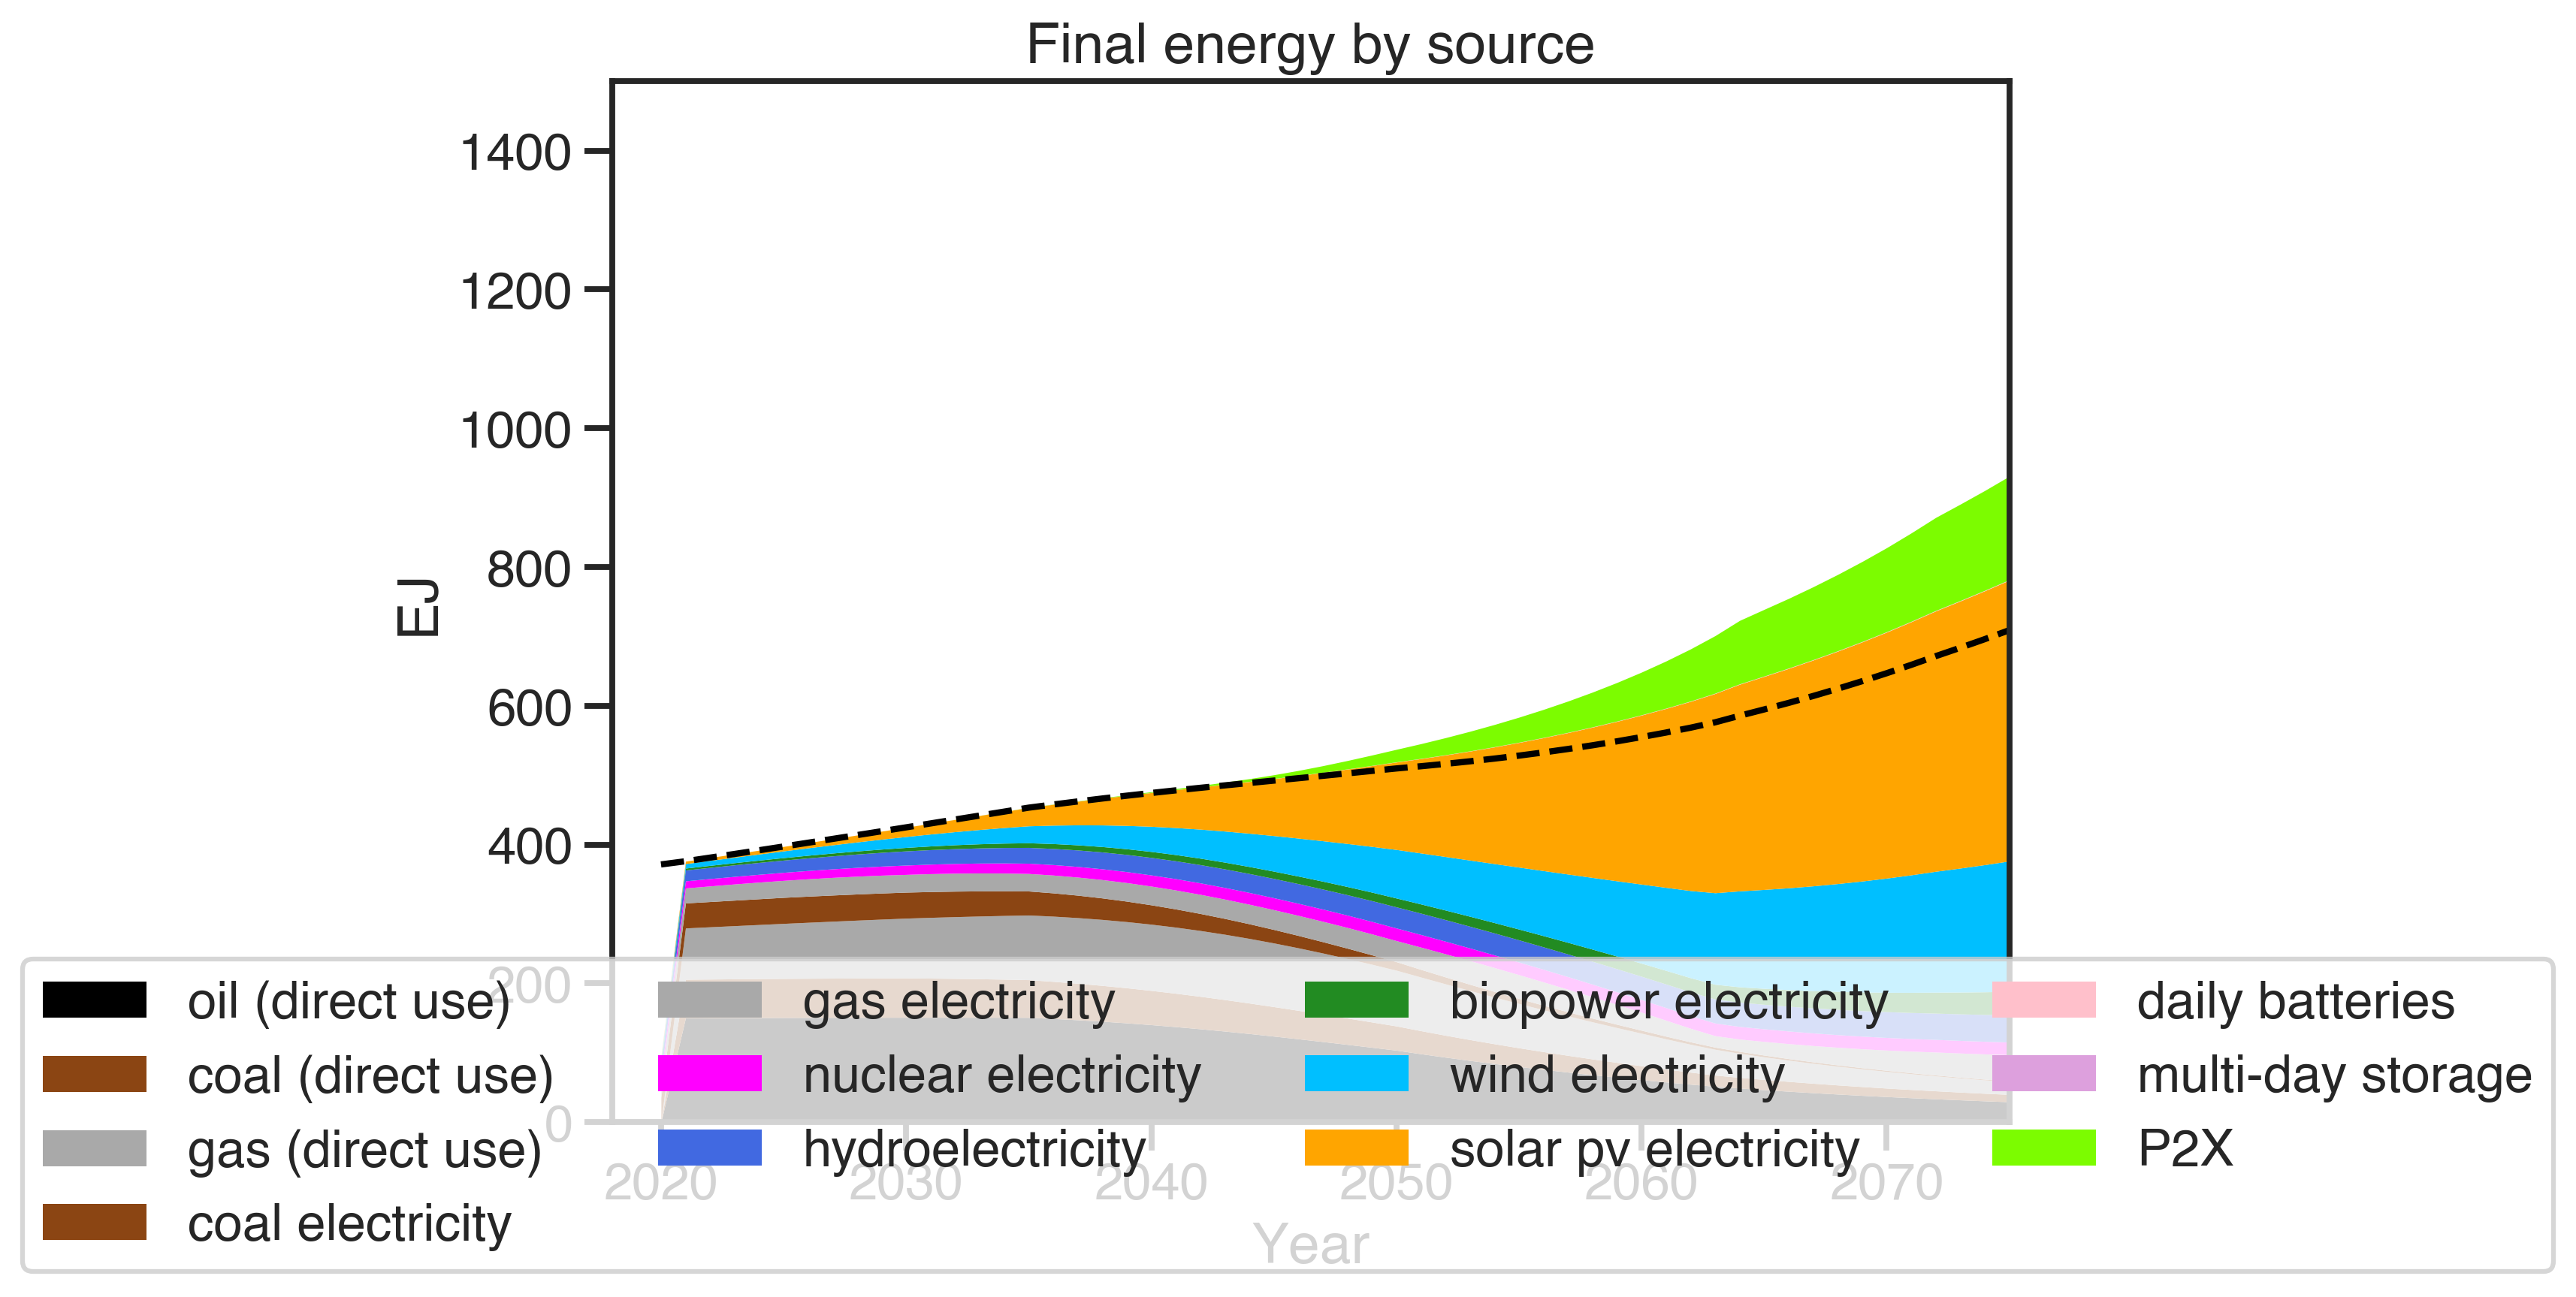 Final energy by source
1400
1200
1000
800
600
400
200
0
EJ
2020 2030 2040 2050 2060 2070
Year
oil (direct use)
coal (direct use)
gas (direct use)
coal electricity
gas electricity
nuclear electricity
hydroelectricity
biopower electricity
wind electricity
solar pv electricity
daily batteries
multi-day storage
P2X